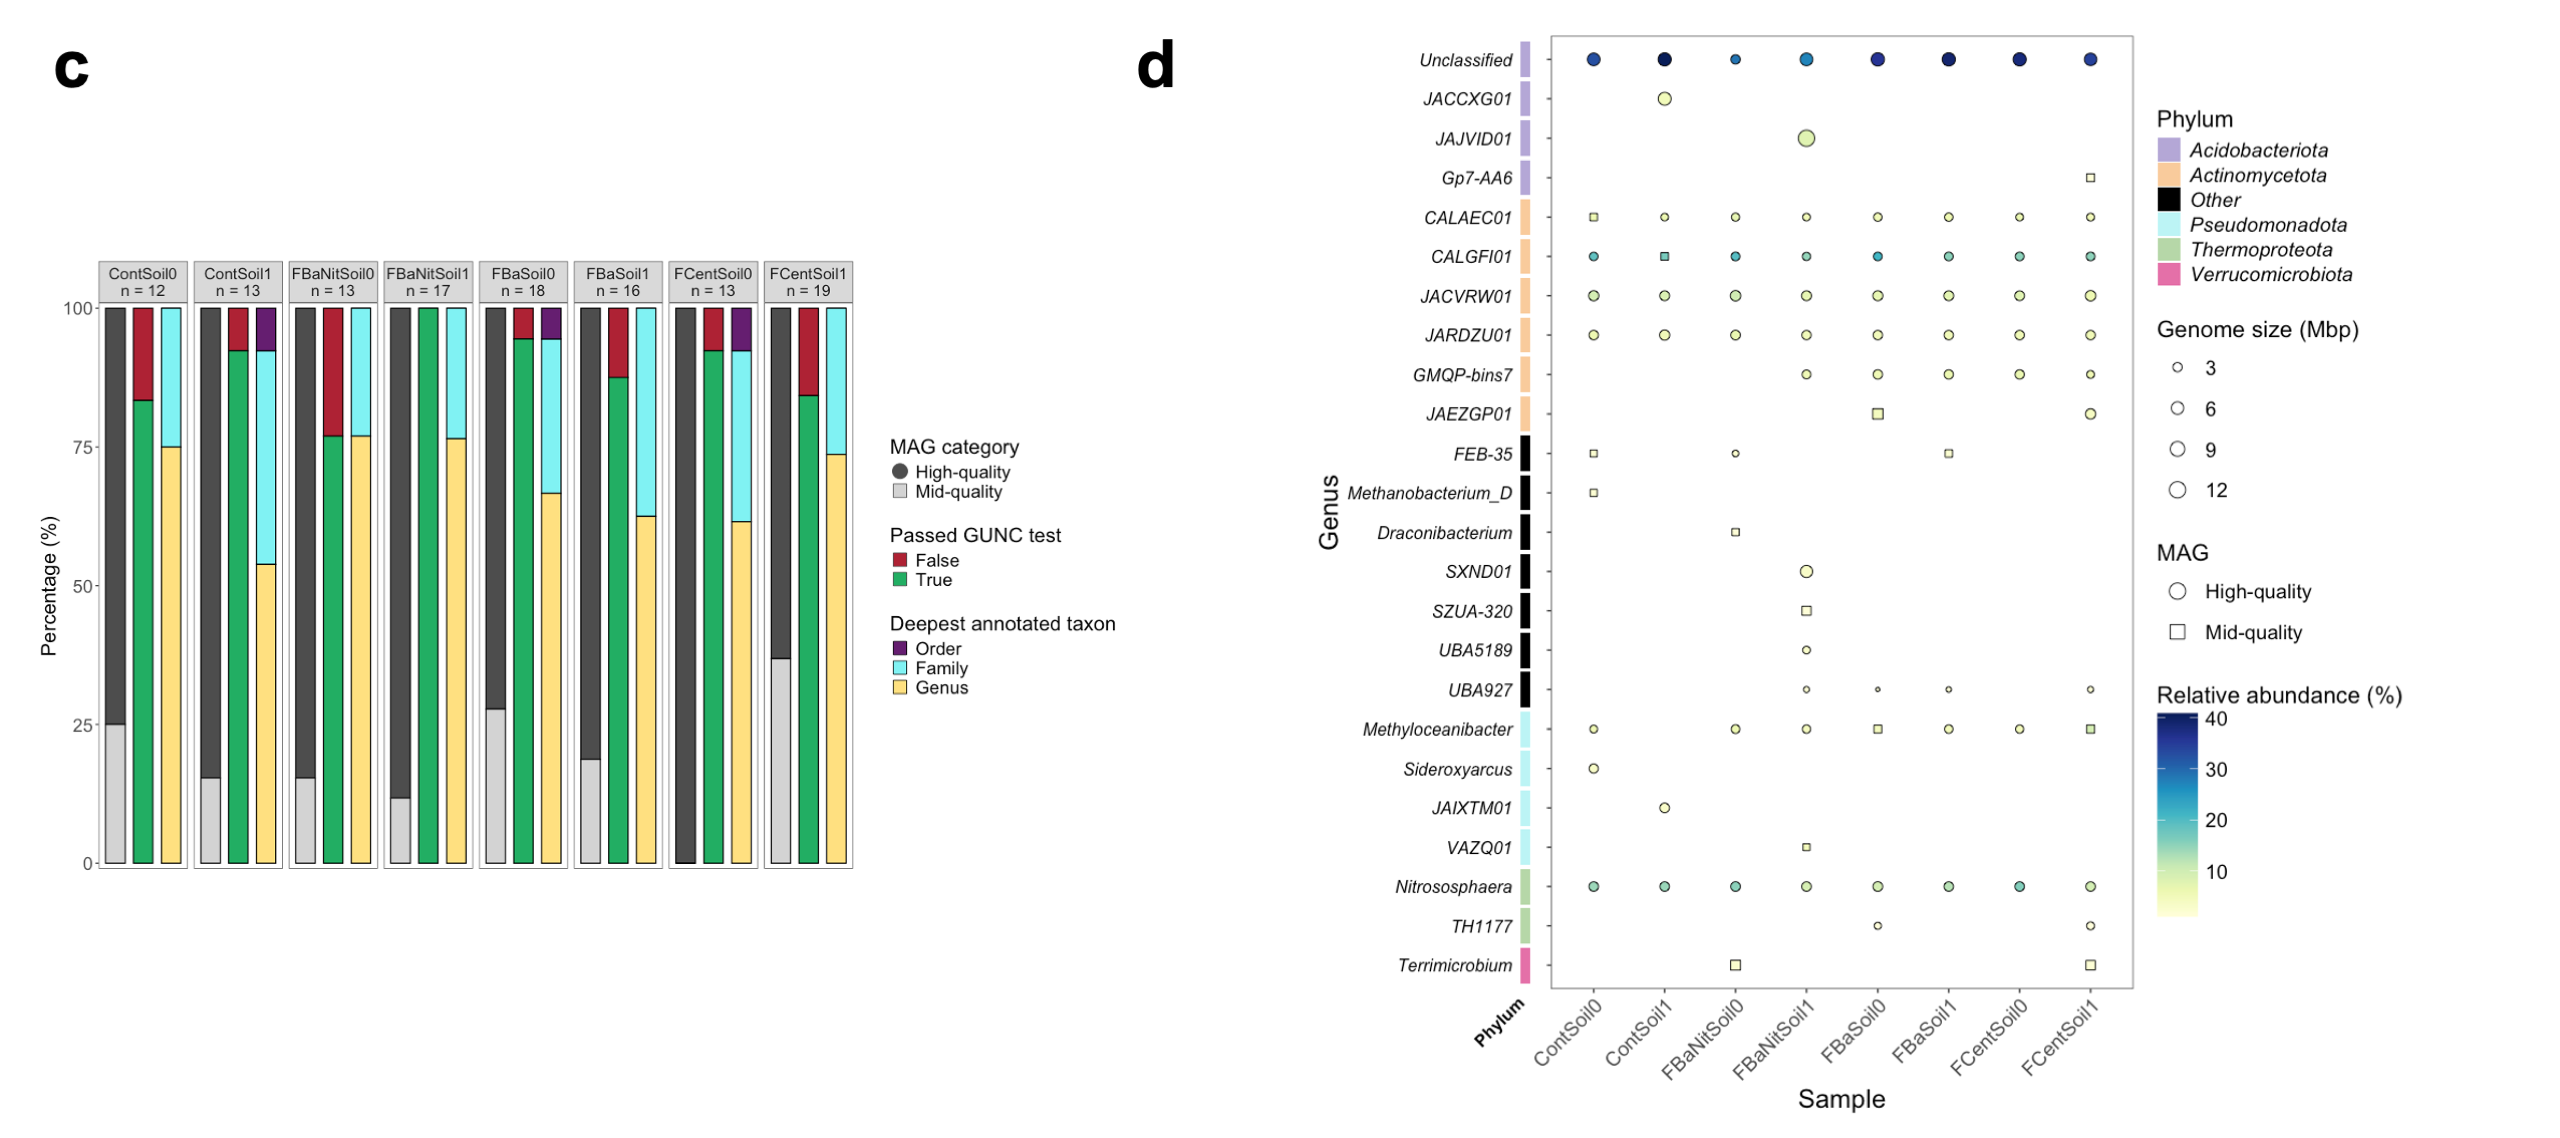 c
ContSoil0
n = 12
ContSoil1
n = 13
FBaNitSoil0
n = 13
FBaNitSoil1
n = 17
FBaSoil0
n = 18
FBaSoil1
n = 16
FCentSoil0
n = 13
FCentSoil1
n = 19
100
75
50
25
0
Percentage (%)
MAG category
High-quality
Mid-quality
Passed GUNC test
False
True
Deepest annotated taxon
Order
Family
Genus
d
Genus
Unclassified
JACCXG01
JAJVID01
Gp7-AA6
CALAEC01
CALGFI01
JACVRW01
JARDZU01
GMQP-bins7
JAEZGP01
FEB-35
Methanobacterium_D
Draconibacterium
SXND01
SZUA-320
UBA5189
UBA927
Methyloceanibacter
Sideroxyarcus
JAIXTM01
VAZQ01
Nitrososphaera
TH1177
Terrimicrobium
Phylum
ContSoil0
ContSoil1
FBaNitSoil0
FBaNitSoil1
FBaSoil0
FBaSoil1
FCentSoil0
FCentSoil1
Sample
Phylum
Acidobacteriota
Actinomycetota
Other
Pseudomonadota
Thermoproteota
Verrucomicrobiota
Genome size (Mbp)
3
6
9
12
MAG
High-quality
Mid-quality
Relative abundance (%)
40
30
20
10